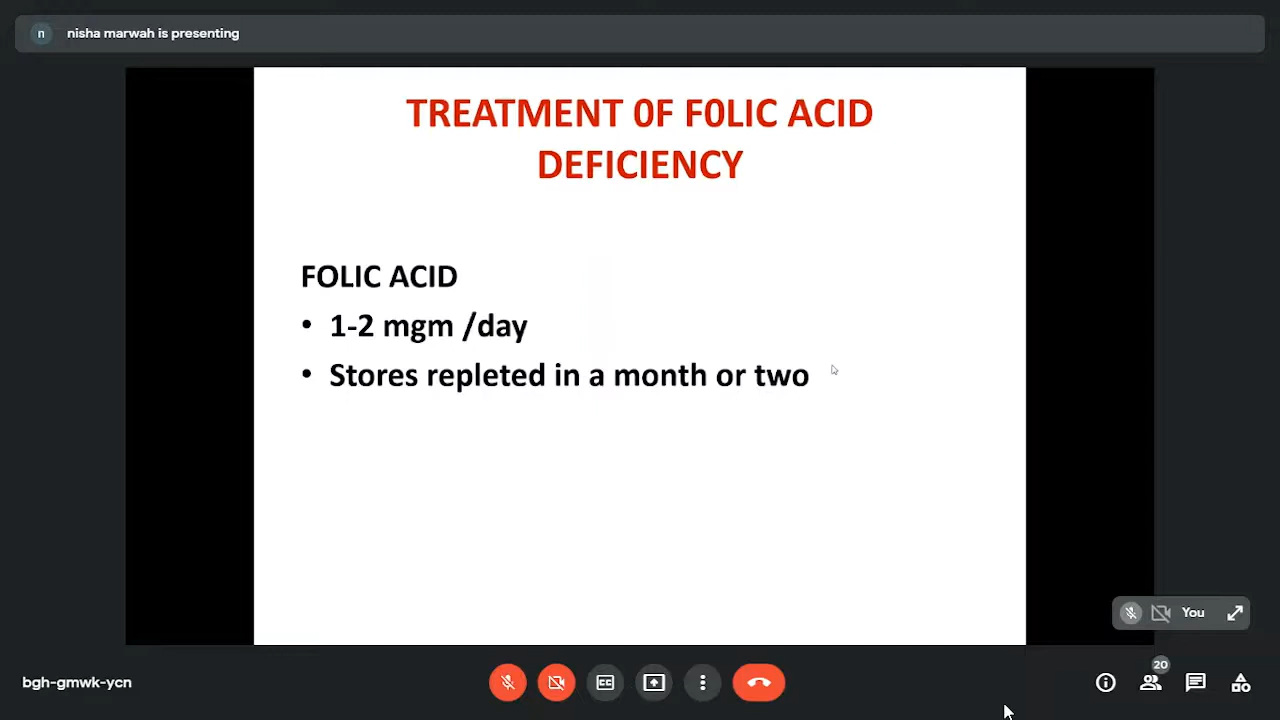 n
nisha marwah is presenting
TREATMENT 0F F0LIC ACID
DEFICIENCY
FOLIC ACID
• 1-2 mgm /day
• Stores repleted in a month or two
You
bgh-gmwk-ycn
CC
20